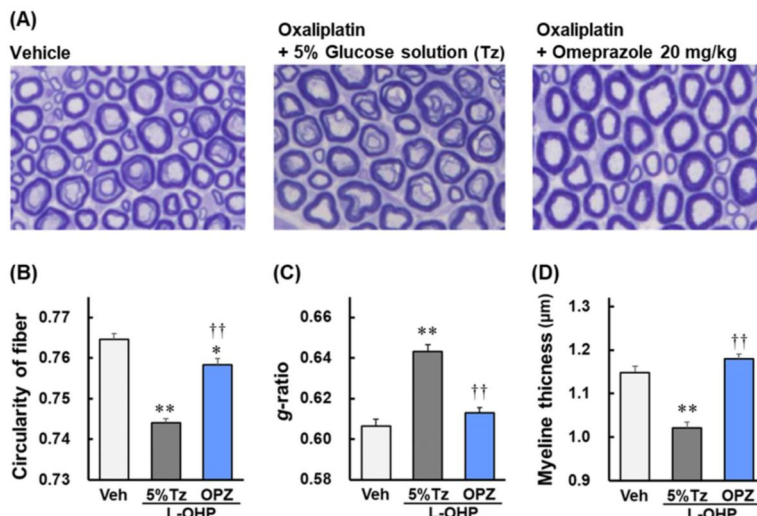 (A)
Vehicle
Oxaliplatin
+ 5% Glucose solution (Tz)
Oxaliplatin
+ Omeprazole 20 mg/kg
(B)
Circularity of fiber
0.77
0.76
0.75
0.74
0.73
**
††
*
Veh
5%Tz
OPZ
L-OHP
(C)
g-ratio
0.66
0.64
0.62
0.60
0.58
**
††
Veh
5%Tz
OPZ
L-OHP
(D)
Myeline thicness (μm)
1.3
1.2
1.1
1.0
0.9
**
††
Veh
5%Tz
OPZ
L-OHP